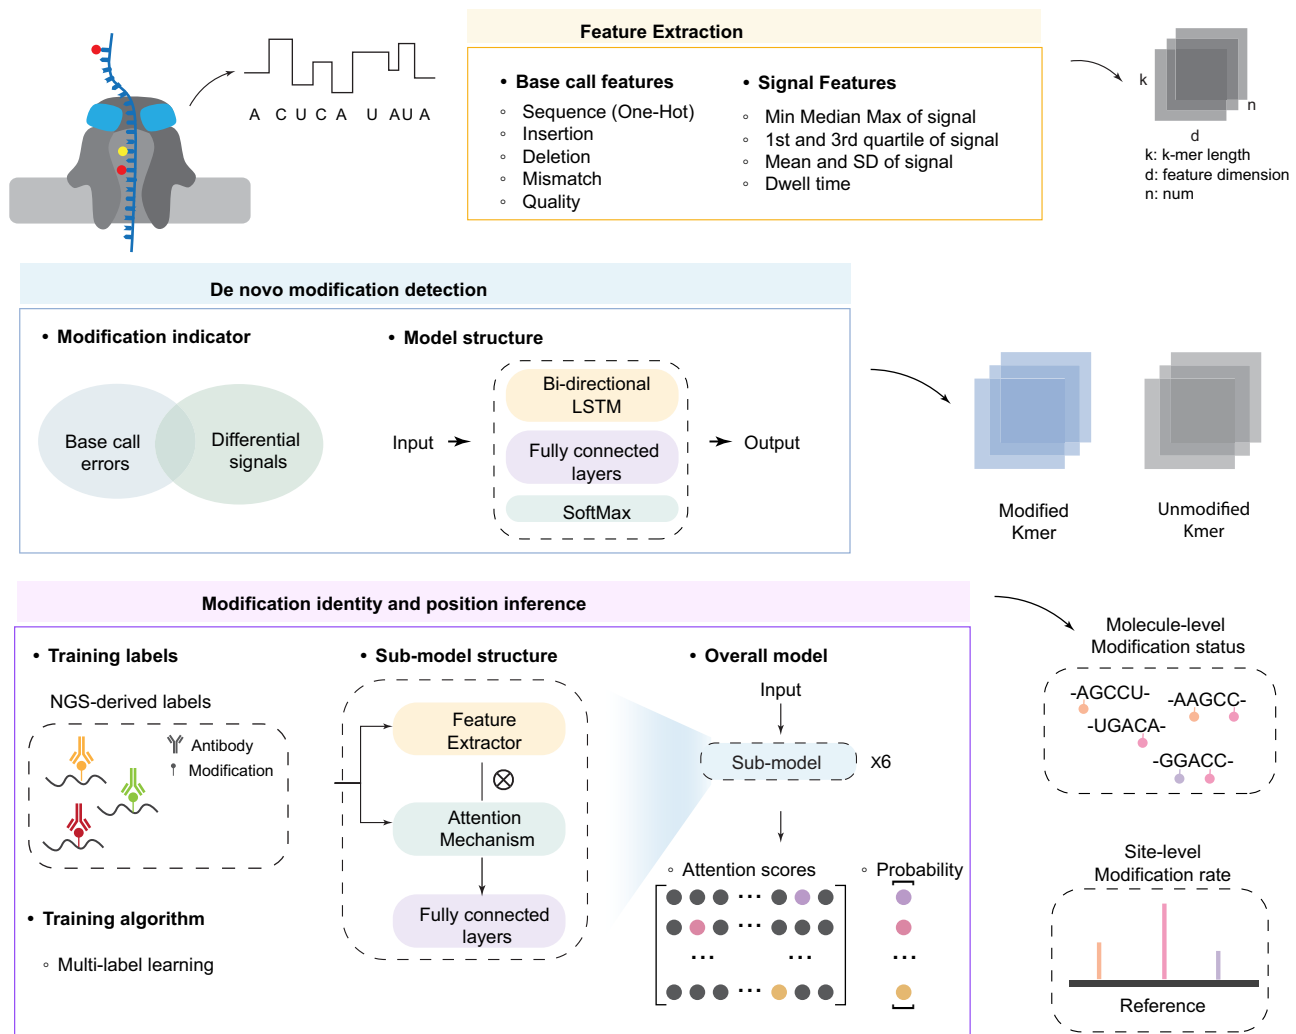 Feature Extraction
A C U C A U A U A
• Base call features
◦ Sequence (One-Hot)
◦ Insertion
◦ Deletion
◦ Mismatch
◦ Quality
• Signal Features
◦ Min Median Max of signal
◦ 1st and 3rd quartile of signal
◦ Mean and SD of signal
◦ Dwell time
k
n
d
k: k-mer length
d: feature dimension
n: num
De novo modification detection
• Modification indicator
Base call
errors
Differential
signals
• Model structure
Input
Bi-directional
LSTM
Fully connected
layers
SoftMax
Output
Modified
Kmer
Unmodified
Kmer
Modification identity and position inference
• Training labels
NGS-derived labels
Antibody
Modification
• Training algorithm
◦ Multi-label learning
• Sub-model structure
Feature
Extractor
Attention
Mechanism
Fully connected
layers
• Overall model
Input
Sub-model
X6
◦ Attention scores
◦ Probability
Molecule-level
Modification status
-AGCCU-
-AAGCC-
-UGACA-
-GGACC-
Site-level
Modification rate
Reference